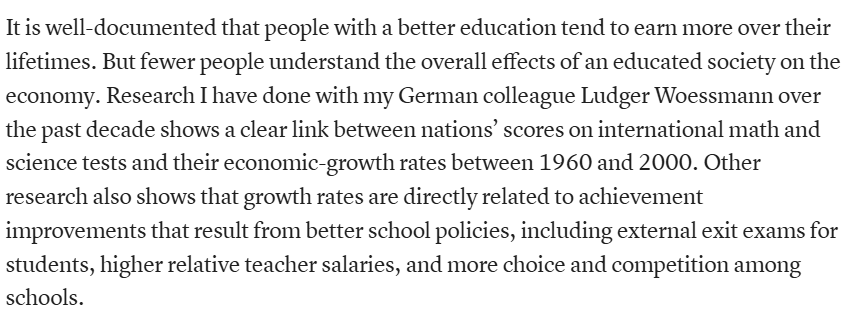 It is well-documented that people with a better education tend to earn more over their
lifetimes. But fewer people understand the overall effects of an educated society on the
economy. Research I have done with my German colleague Ludger Woessmann over
the past decade shows a clear link between nations’ scores on international math and
science tests and their economic-growth rates between 1960 and 2000. Other
research also shows that growth rates are directly related to achievement
improvements that result from better school policies, including external exit exams for
students, higher relative teacher salaries, and more choice and competition among
schools.